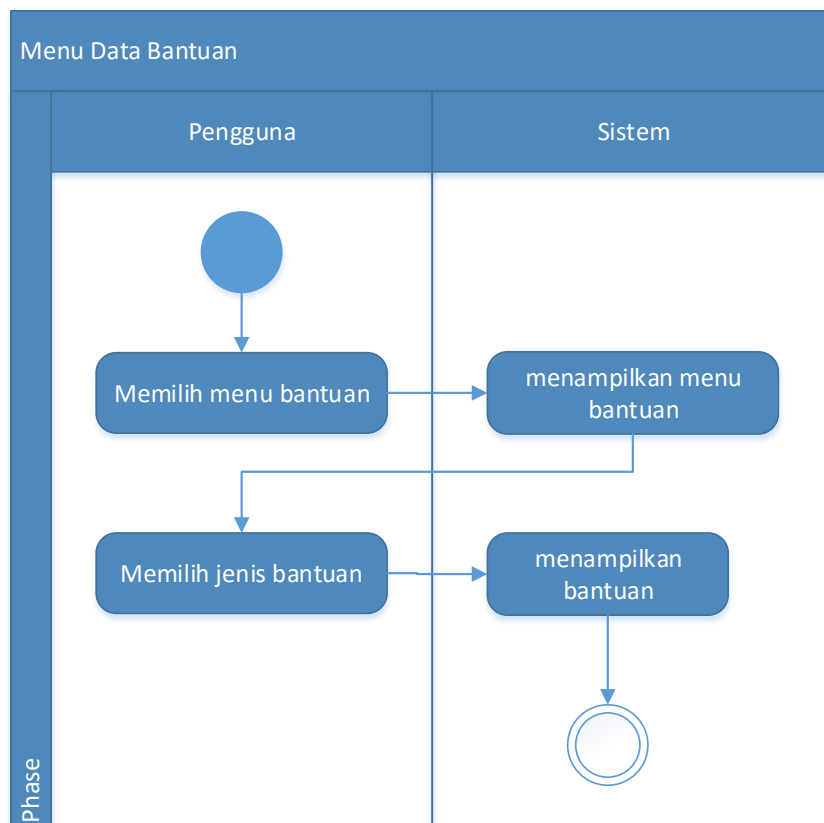 Menu Data Bantuan
Pengguna
Sistem
Memilih menu bantuan
menampilkan menu
bantuan
Memilih jenis bantuan
menampilkan
bantuan
Phase